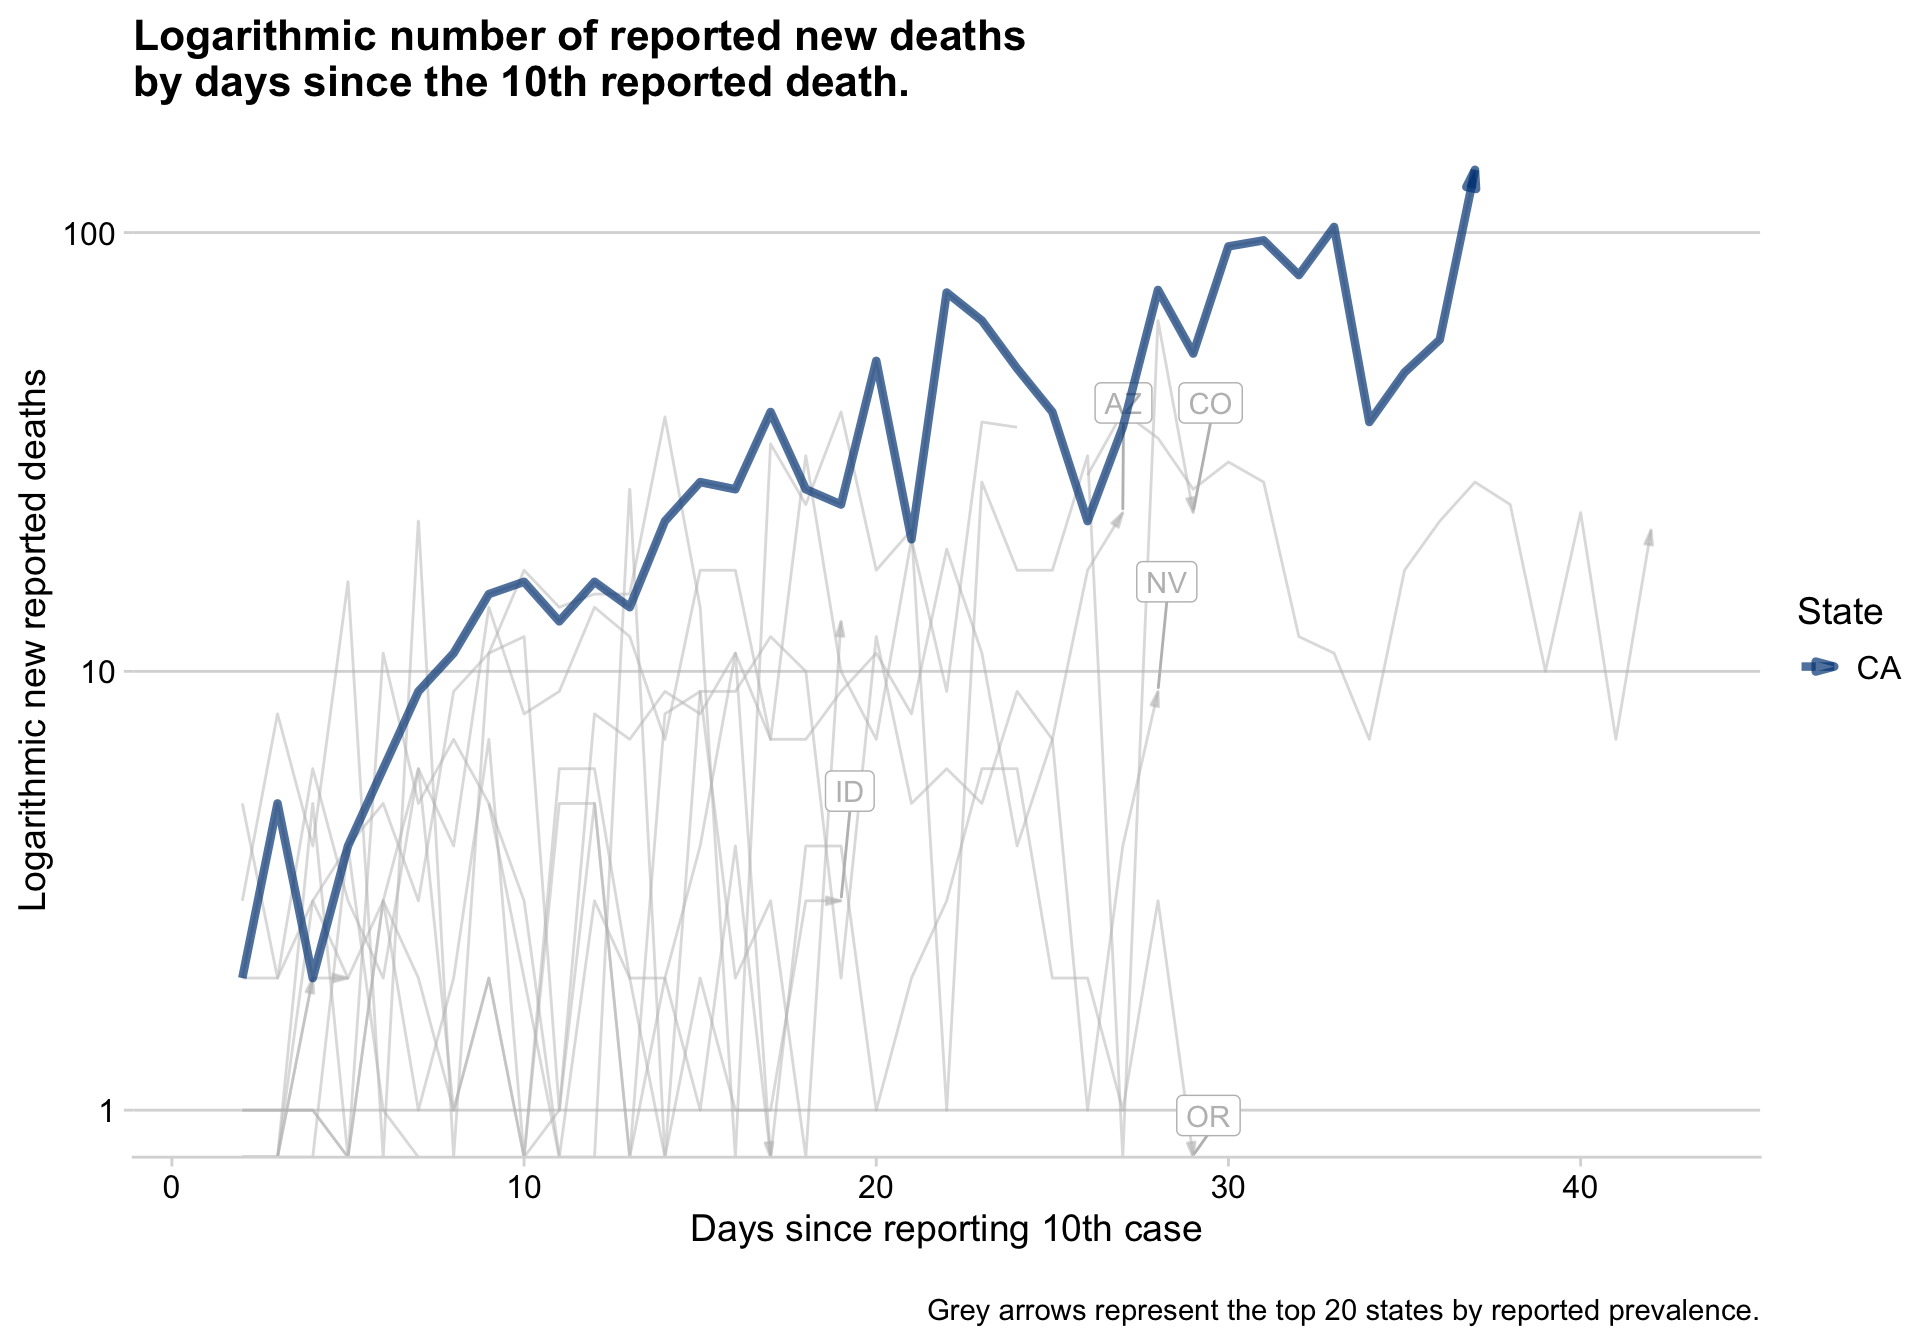 Logarithmic number of reported new deaths
by days since the 10th reported death.
Logarithmic new reported deaths
100
10
1
AZ
CO
NV
ID
OR
State
CA
0
10
20
30
40
Days since reporting 10th case
Grey arrows represent the top 20 states by reported prevalence.